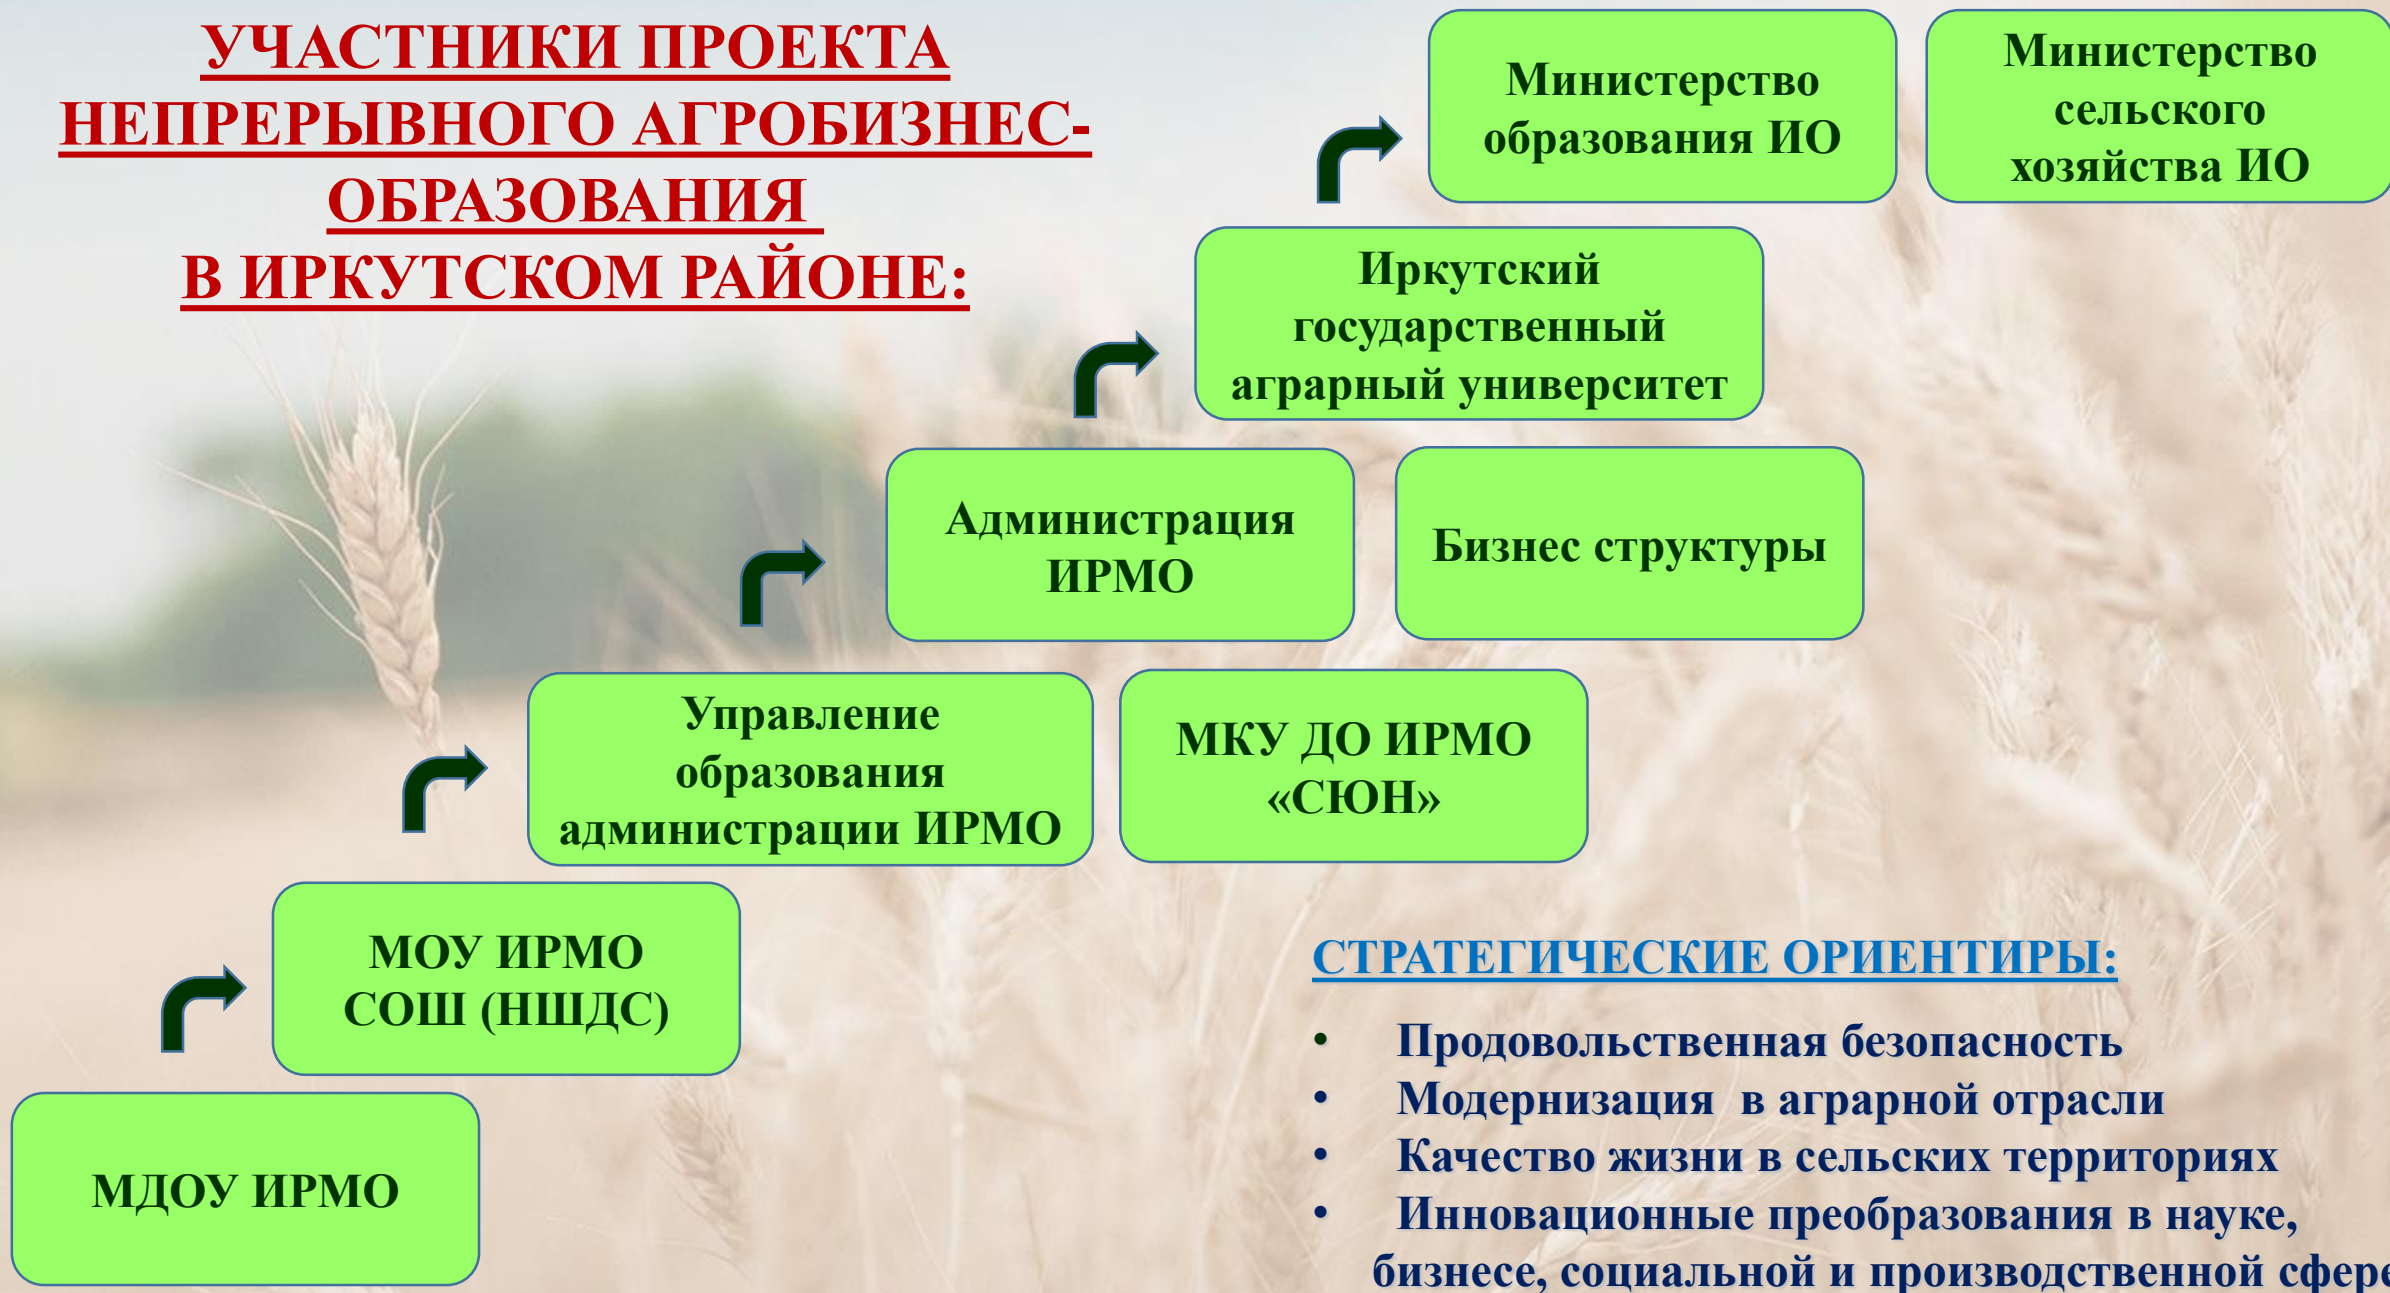 УЧАСТНИКИ ПРОЕКТА
НЕПРЕРЫВНОГО АГРОБИЗНЕС-
ОБРАЗОВАНИЯ
В ИРКУТСКОМ РАЙОНЕ:
Министерство
образования ИО
Министерство
сельского
хозяйства ИО
Иркутский
государственный
аграрный университет
Администрация
ИРМО
Бизнес структуры
Управление
образования
администрации ИРМО
МКУ ДО ИРМО
«СЮН»
МОУ ИРМО
СОШ (НШДС)
МДОУ ИРМО
СТРАТЕГИЧЕСКИЕ ОРИЕНТИРЫ:
• Продовольственная безопасность
• Модернизация в аграрной отрасли
• Качество жизни в сельских территориях
• Инновационные преобразования в науке,
бизнесе, социальной и производственной сфере